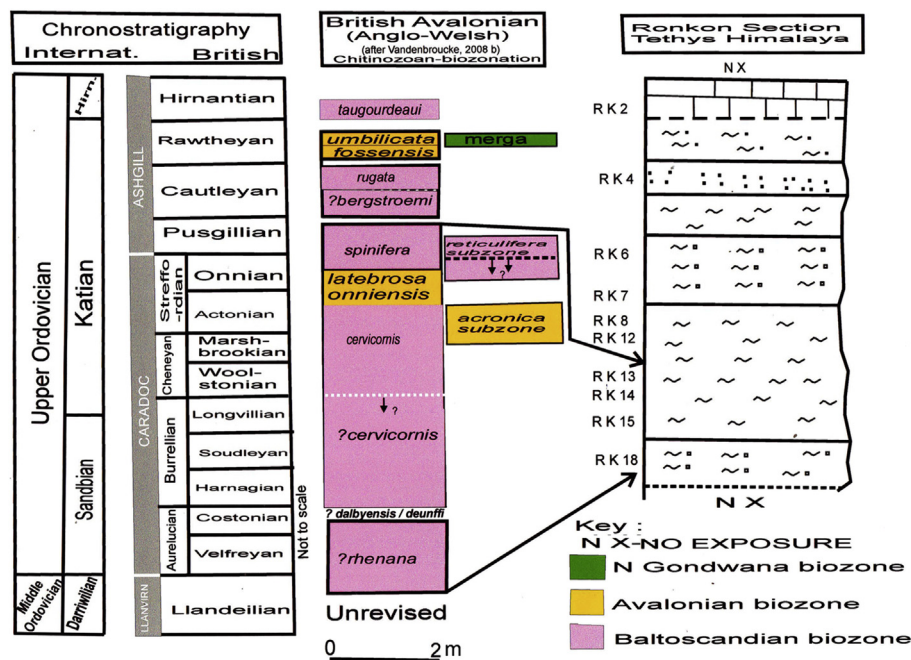 Chronostratigraphy
Internat. British
British Avalonian
(Anglo-Welsh)
(after Vandenbroucke, 2008 b)
Chitinozoan-biozonation
Ronkon Section
Tethys Himalaya
Upper Ordovician
Middle
Ordovician
Hirn.
Katian
Sandbian
Darriwilian
ASHGILL
CARADOC
LLANVIRN
Streffo
-rdian
Cheneyan
Burrellian
Aurelucian
Hirnantian
Rawtheyan
Cautleyan
Pusgillian
Onnian
Actonian
Marsh-
brookian
Wool-
stonian
Longvillian
Soudleyan
Harnagian
Costonian
Velfreyan
Llandeilian
Not to scale
taugourdeaui
umbilicata
fossensis
merga
rugata
?bergstroemi
spinifera
reticulifera
subzone
?
latebrosa
onniensis
acronica
subzone
cervicornis
?
?cervicornis
? dalbyensis / deunffi
?rhenana
Unrevised
0 2 m
NX
RK2
RK4
RK6
RK7
RK8
RK12
RK13
RK14
RK15
RK18
NX
Key :
N X-NO EXPOSURE
N Gondwana biozone
Avalonian biozone
Baltoscandian biozone